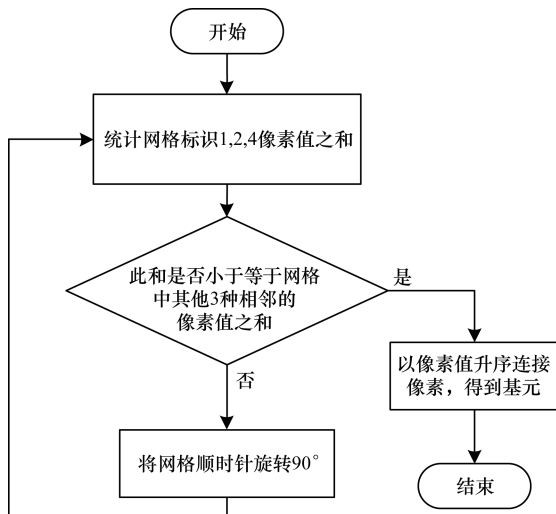 开始
统计网格标识1,2,4像素值之和
此和是否小于等于网格
中其他3种相邻的
像素值之和
是
否
以像素值升序连接
像素，得到基元
将网格顺时针旋转90°
结束